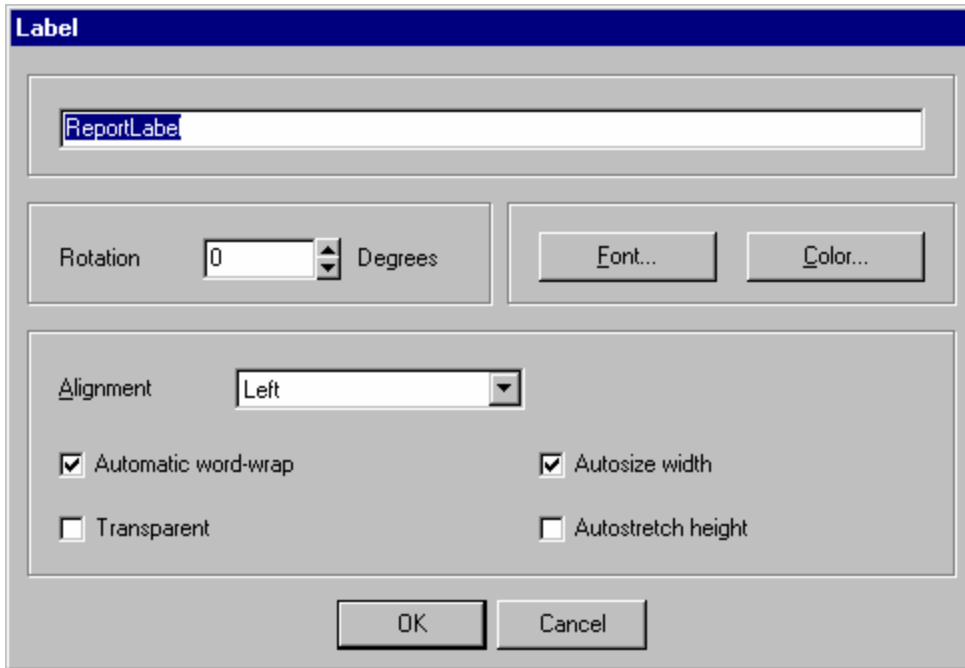 Label
ReportLabel
Rotation 0 Degrees Font... Color...
Alignment Left
Automatic word-wrap Autosize width
Transparent Autostretch height
OK Cancel